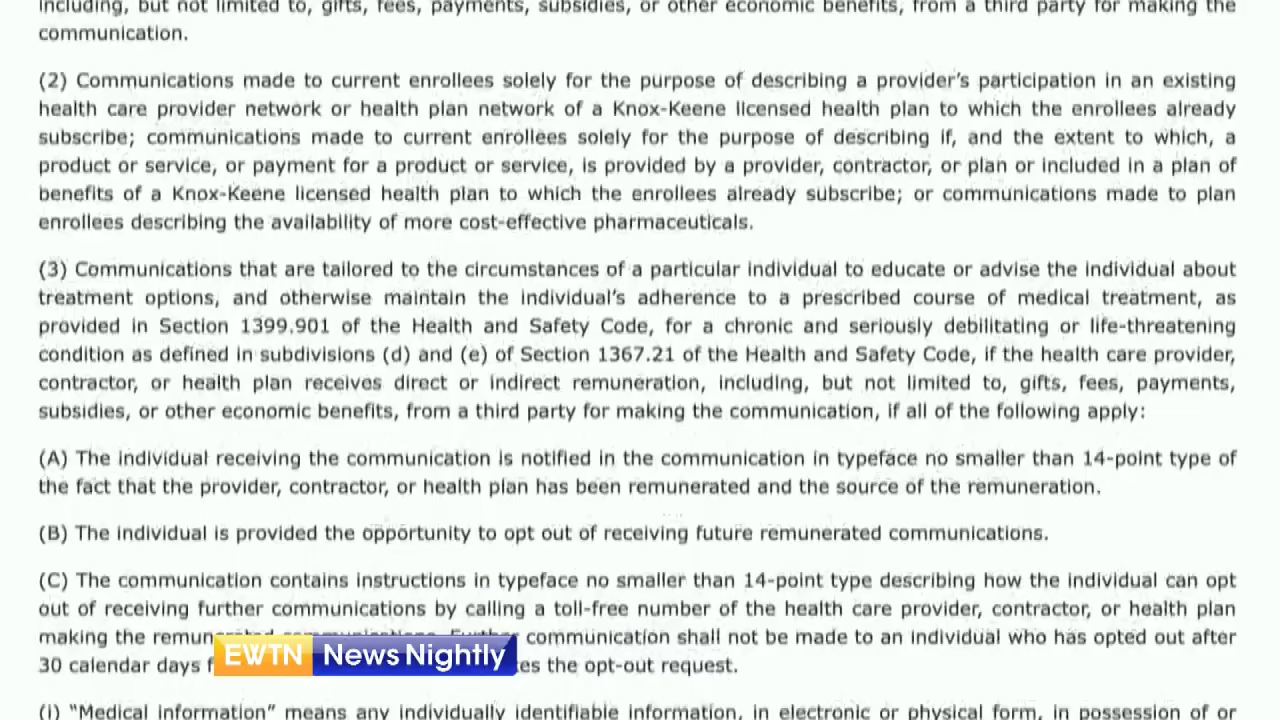 including, but not limited to, gifts, fees, payments, subsidies, or other economic benefits, from a third party for making the
communication.
(2) Communications made to current enrollees solely for the purpose of describing a provider's participation in an existing
health care provider network or health plan network of a Knox-Keene licensed health plan to which the enrollees already
subscribe; communications made to current enrollees solely for the purpose of describing if, and the extent to which, a
product or service, or payment for a product or service, is provided by a provider, contractor, or plan or included in a plan of
benefits of a Knox-Keene licensed health plan to which the enrollees already subscribe; or communications made to plan
enrollees describing the availability of more cost-effective pharmaceuticals.
(3) Communications that are tailored to the circumstances of a particular individual to educate or advise the individual about
treatment options, and otherwise maintain the individual's adherence to a prescribed course of medical treatment, as
provided in Section 1399.901 of the Health and Safety Code, for a chronic and seriously debilitating or life-threatening
condition as defined in subdivisions (d) and (e) of Section 1367.21 of the Health and Safety Code, if the health care provider,
contractor, or health plan receives direct or indirect remuneration, including, but not limited to, gifts, fees, payments,
subsidies, or other economic benefits, from a third party for making the communication, if all of the following apply:
(A) The individual receiving the communication is notified in the communication in typeface no smaller than 14-point type of
the fact that the provider, contractor, or health plan has been remunerated and the source of the remuneration.
(B) The individual is provided the opportunity to opt out of receiving future remunerated communications.
(C) The communication contains instructions in typeface no smaller than 14-point type describing how the individual can opt
out of receiving further communications by calling a toll-free number of the health care provider, contractor, or health plan
making the communication shall not be made to an individual who has opted out after
30 calendar days the opt-out request.
EWTN News Nightly
(i) "Medical information" means any individually identifiable information, in electronic or physical form, in possession of or